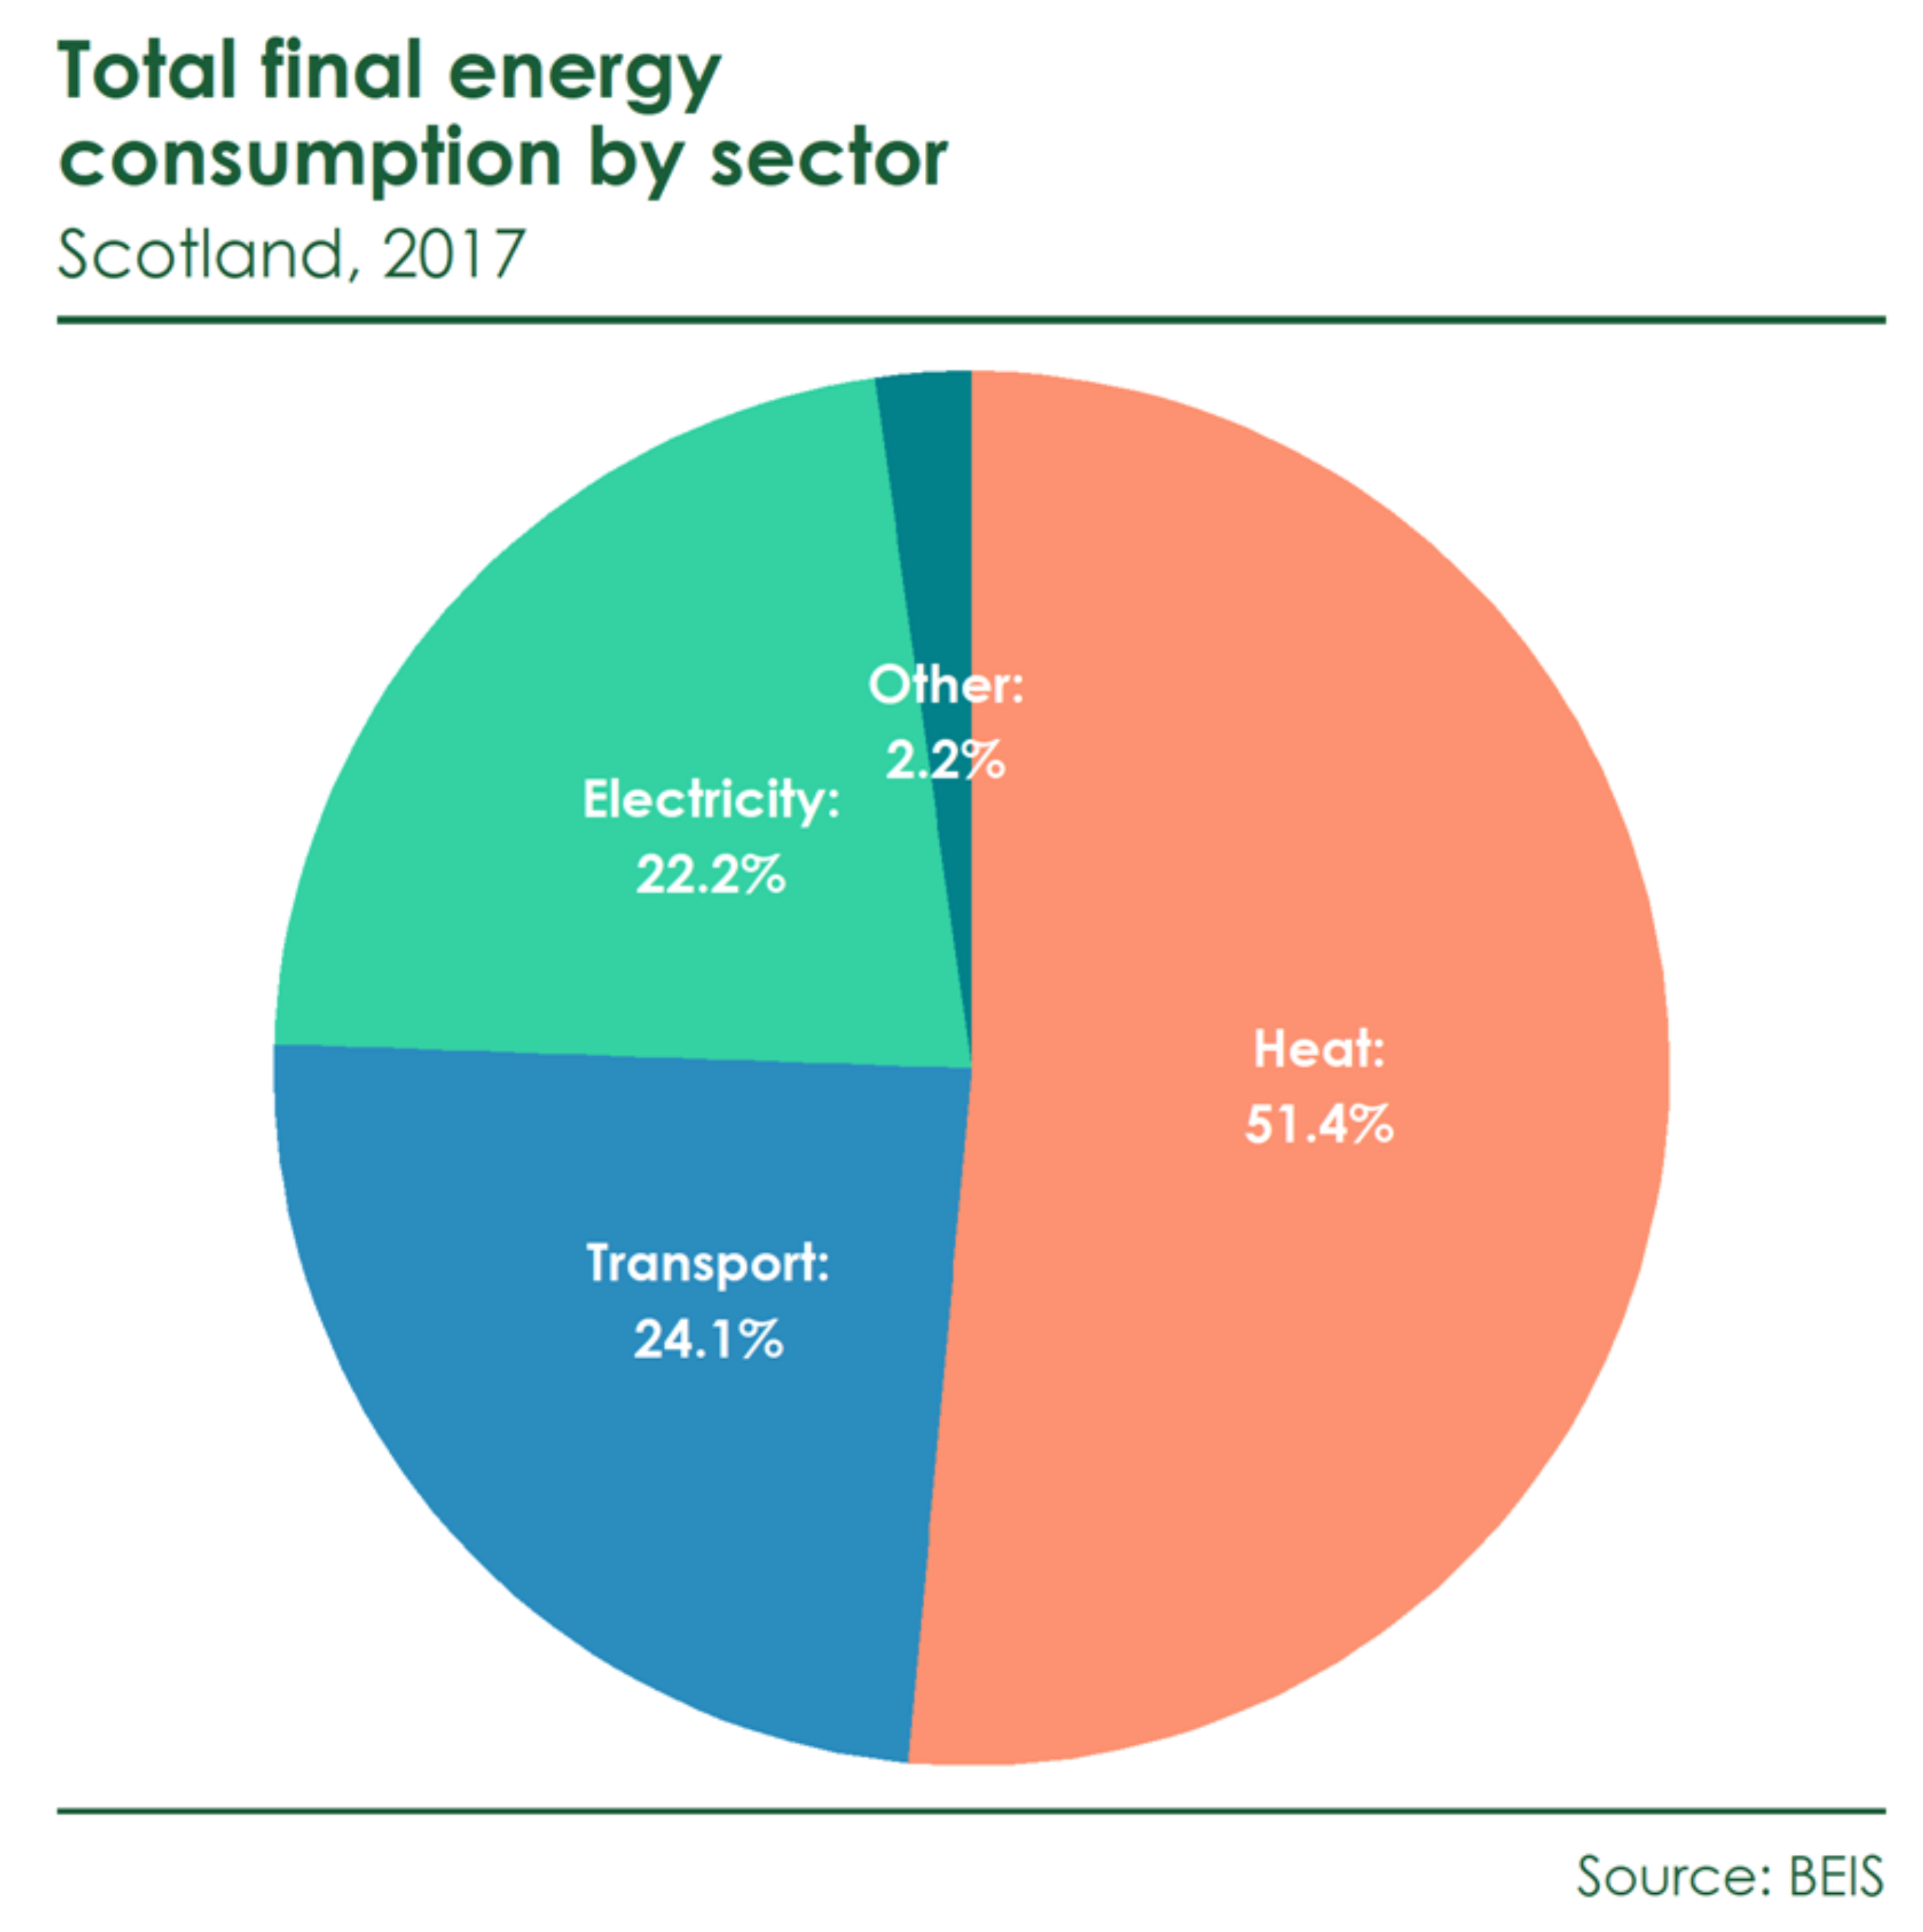 Total final energy
consumption by sector
Scotland, 2017
Other:
2.2%
Electricity:
22.2%
Heat:
51.4%
Transport:
24.1%
Source: BEIS